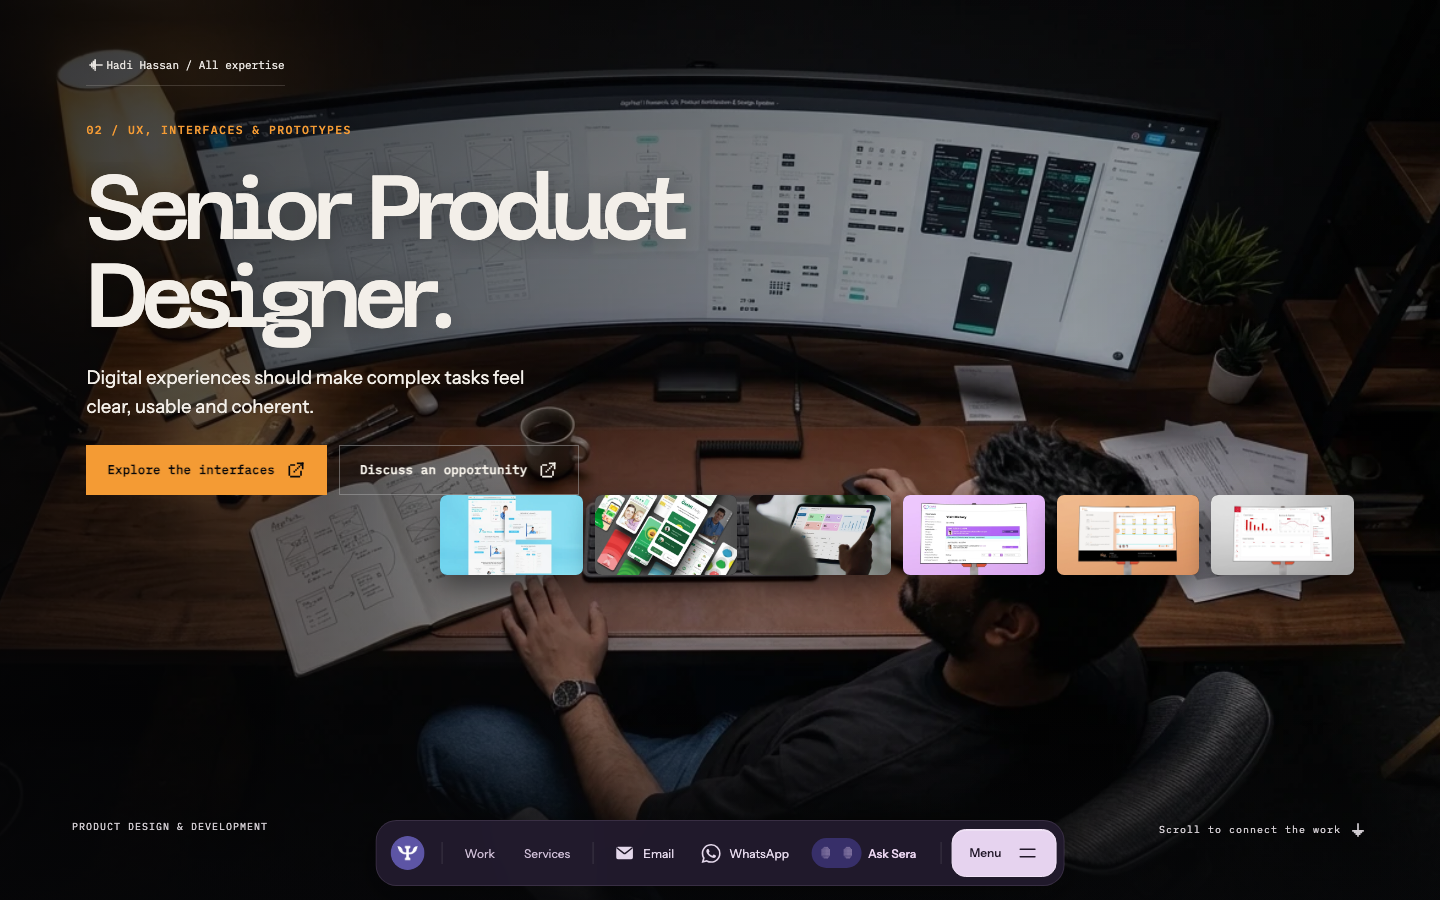 Hadi Hassan / All expertise
02 / UX, INTERFACES & PROTOTYPES
Senior Product
Designer.
Digital experiences should make complex tasks feel
clear, usable and coherent.
Explore the interfaces
Discuss an opportunity
PRODUCT DESIGN & DEVELOPMENT
Work
Services
Email
WhatsApp
Ask Sera
Menu
Scroll to connect the work